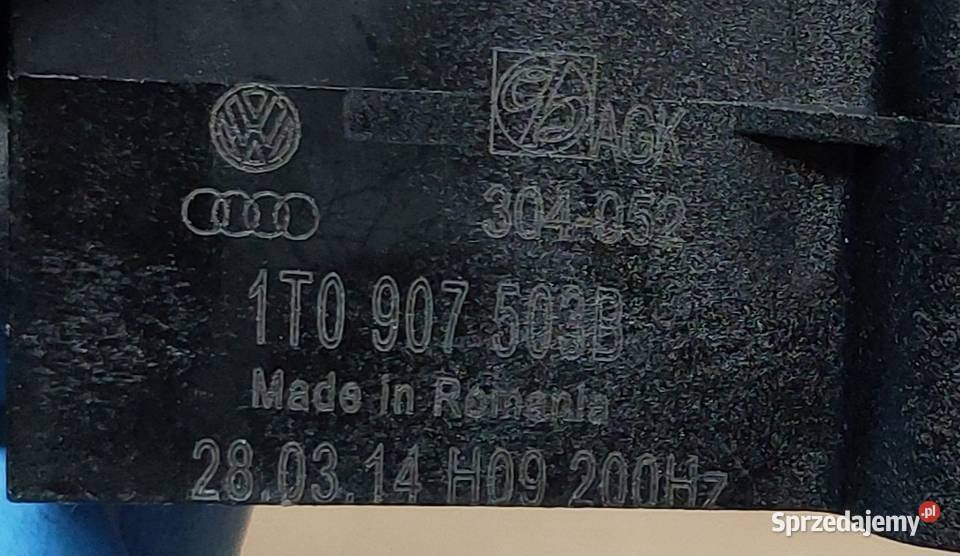 AGK
304-052
1T0 907 503B
Made in Romania
28.03.14 H09 200Hz
Sprzedajemy.pl